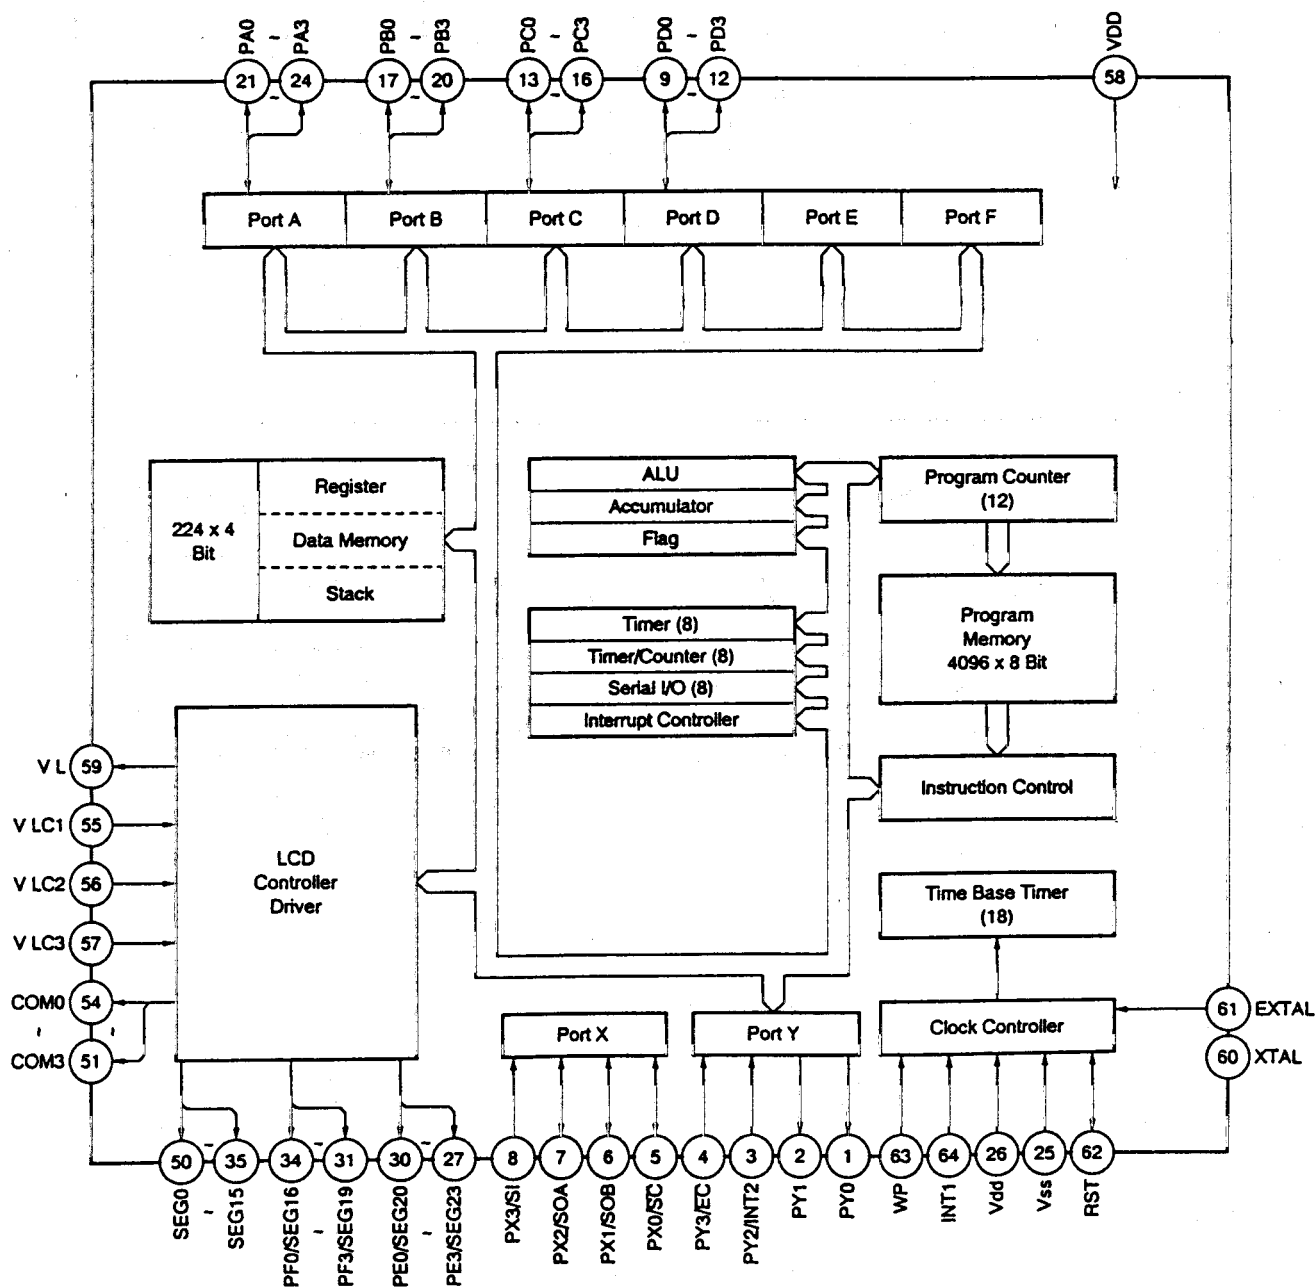 PA0 ~ PA3 PB0 ~ PB3 PC0 ~ PC3 PD0 ~ PD3 VDD
21 ~ 24 17 ~ 20 13 ~ 16 9 ~ 12 58
Port A Port B Port C Port D Port E Port F
224 x 4
Bit
Register
Data Memory
Stack
ALU
Accumulator
Flag
Program Counter
(12)
Timer (8)
Timer/Counter (8)
Serial I/O (8)
Interrupt Controller
Program
Memory
4096 x 8 Bit
Instruction Control
LCD
Controller
Driver
V L 59
V LC1 55
V LC2 56
V LC3 57
COM0 54
~ ~
COM3 51
Time Base Timer
(18)
Port X
Port Y
Clock Controller
61 EXTAL
60 XTAL
50 ~ 35 34 ~ 31 30 ~ 27 8 7 6 5 4 3 2 1 63 64 26 25 62
SEG0 ~ SEG15 PF0/SEG16 ~ PF3/SEG19 PE0/SEG20 ~ PE3/SEG23 PX3/SI PX2/SOA PX1/SOB PX0/S̅C̅ PY3/E̅C PY2/INT2 PY1 PY0 WP INT1 Vdd Vss RST